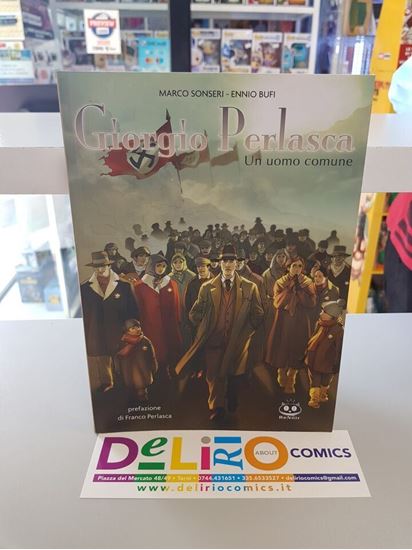 MARCO SONSERI - ENNIO BUFI
Giorgio Perlasca
Un uomo comune
prefazione
di Franco Perlasca
ReNoir
DeLiRIO ABOUT COMICS
Piazza del Mercato 48/49 • Terni • 0744.431651 • 335.6533527 • deliriocomics@gmail.com
www.deliriocomics.it